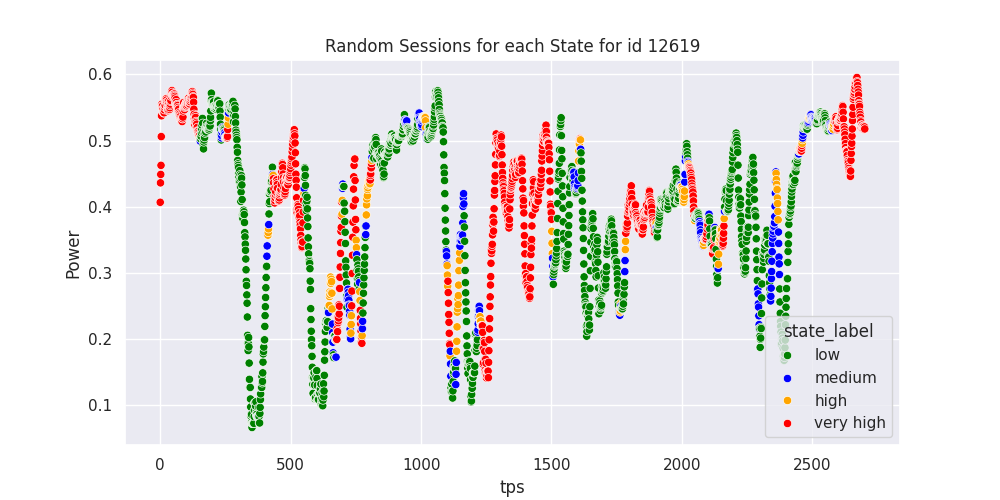 Random Sessions for each State for id 12619
Power
0.6
0.5
0.4
0.3
0.2
0.1
0 500 1000 1500 2000 2500
tps
state_label
low
medium
high
very high